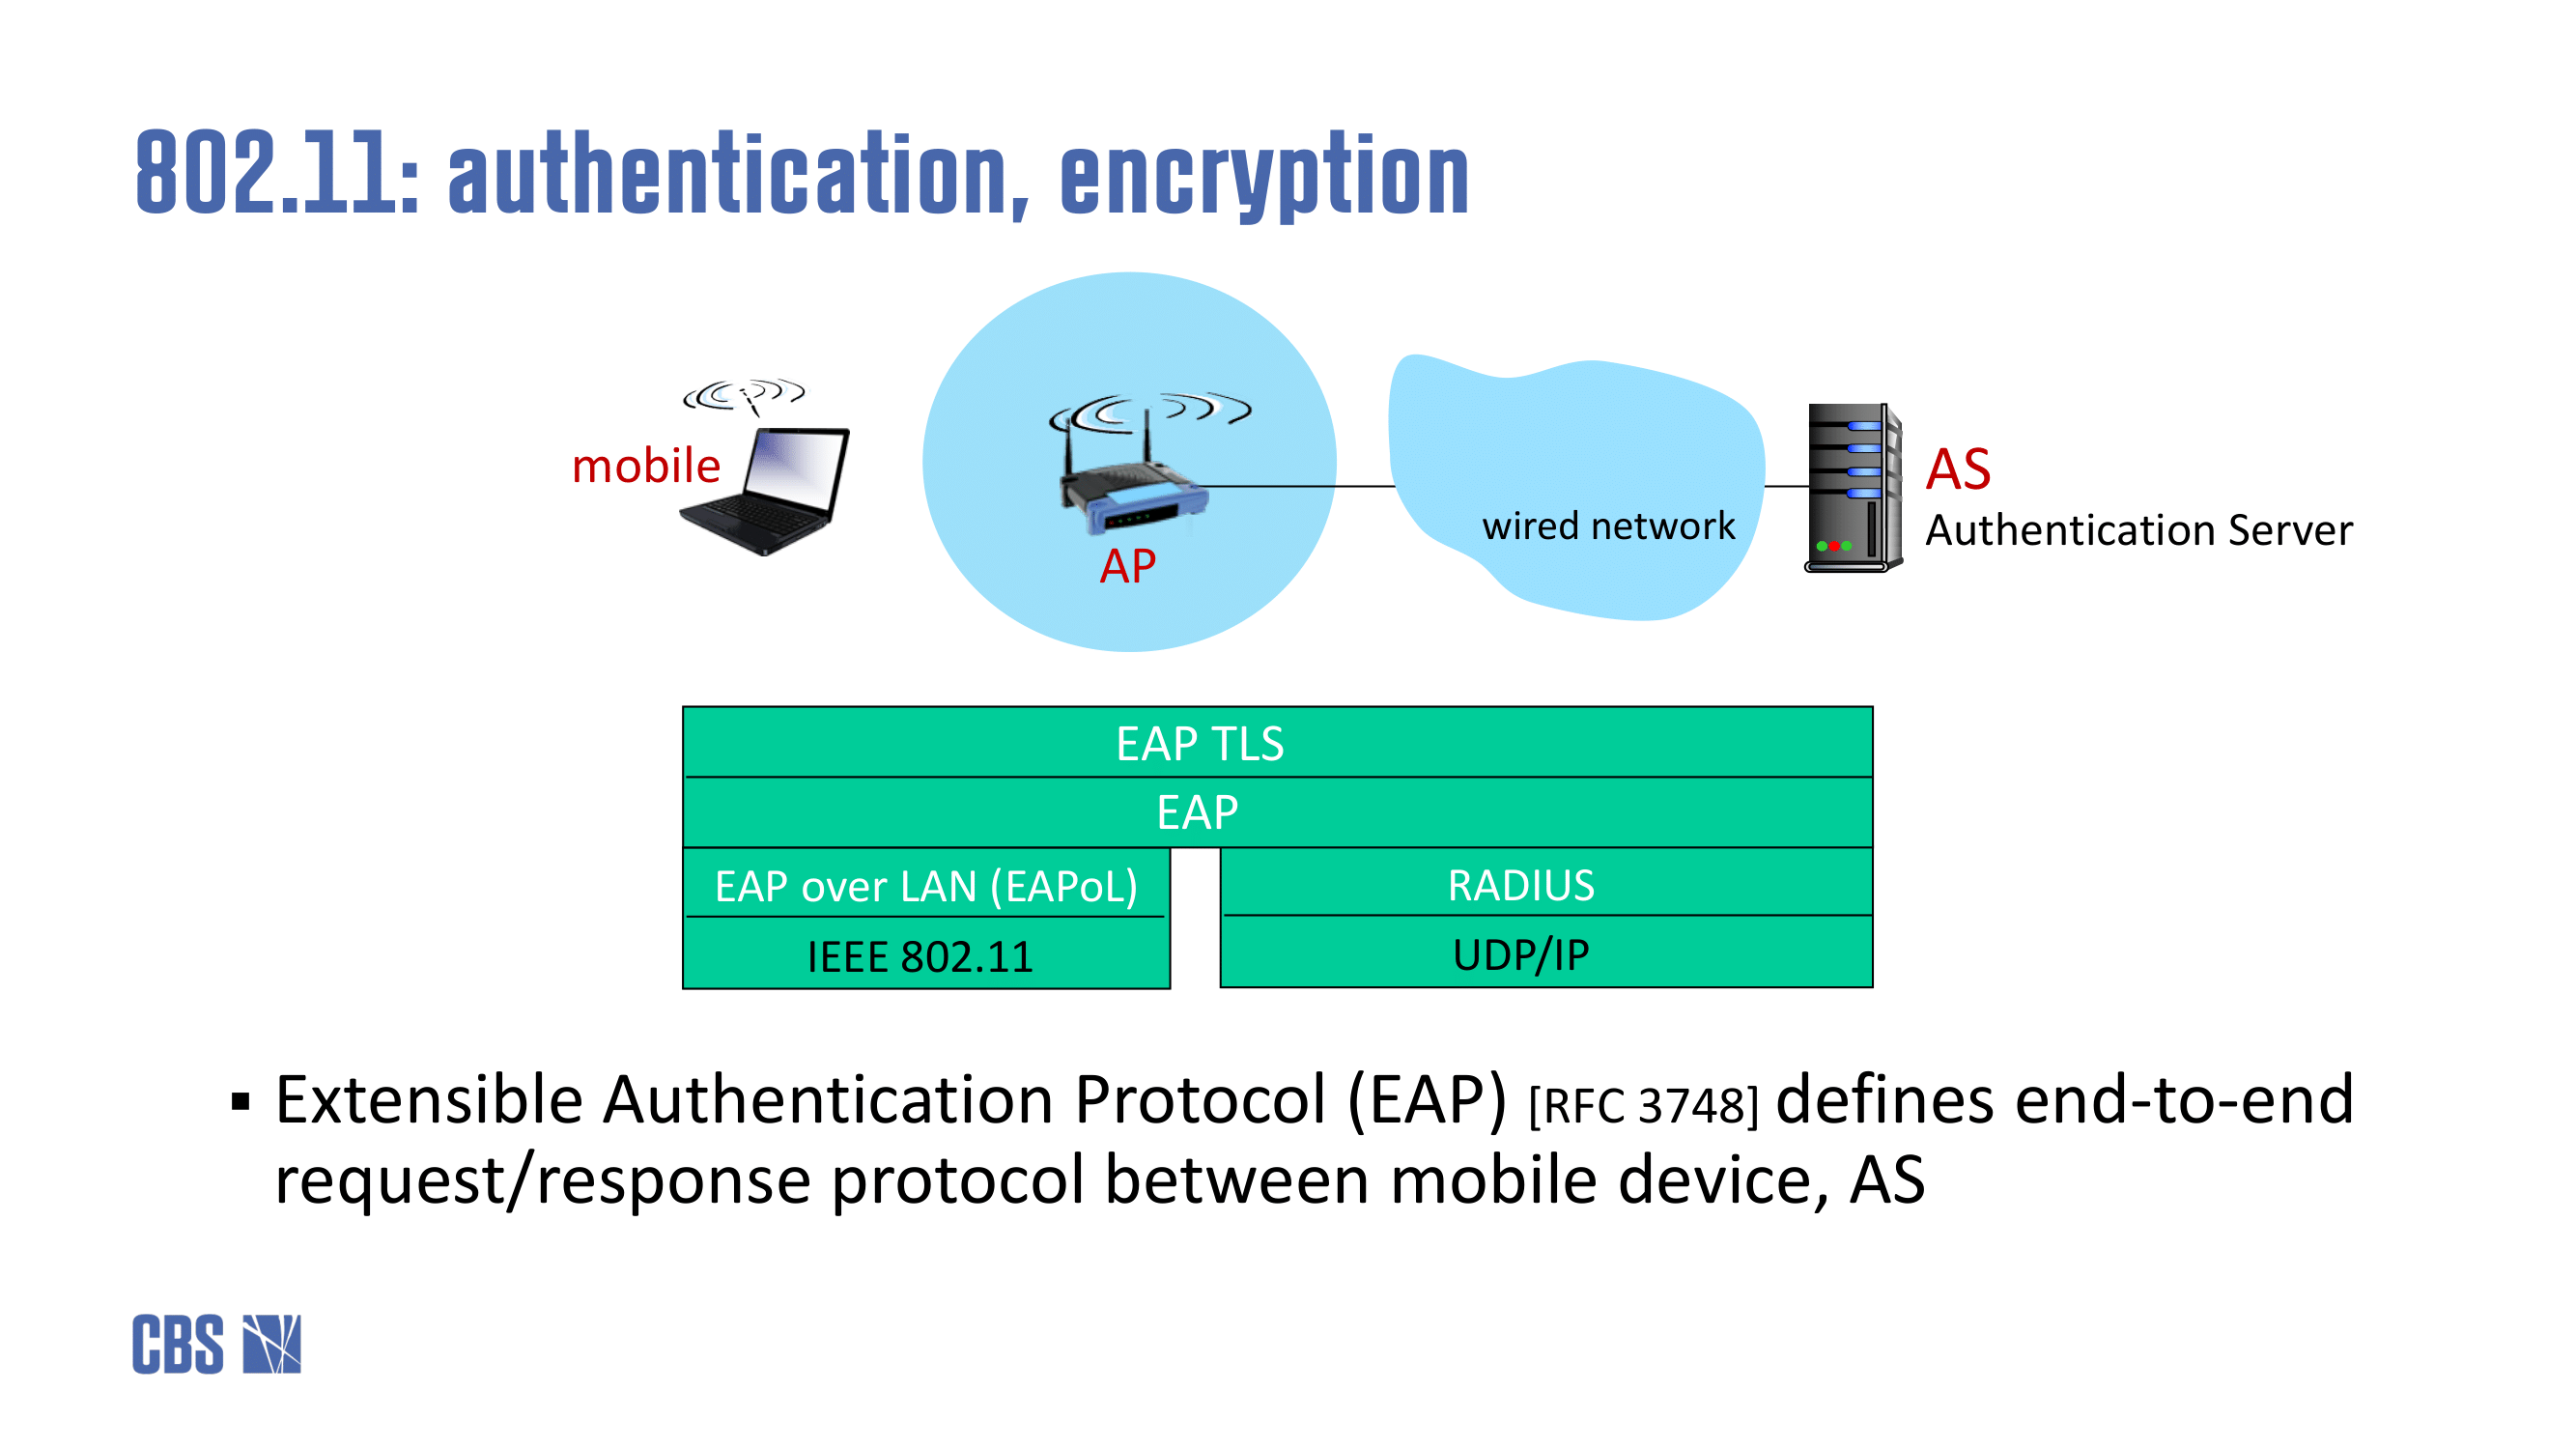 802.11: authentication, encryption
mobile
AP
wired network
AS
Authentication Server
EAP TLS
EAP
EAP over LAN (EAPoL)
RADIUS
IEEE 802.11
UDP/IP
▪ Extensible Authentication Protocol (EAP) [RFC 3748] defines end-to-end
request/response protocol between mobile device, AS
CBS